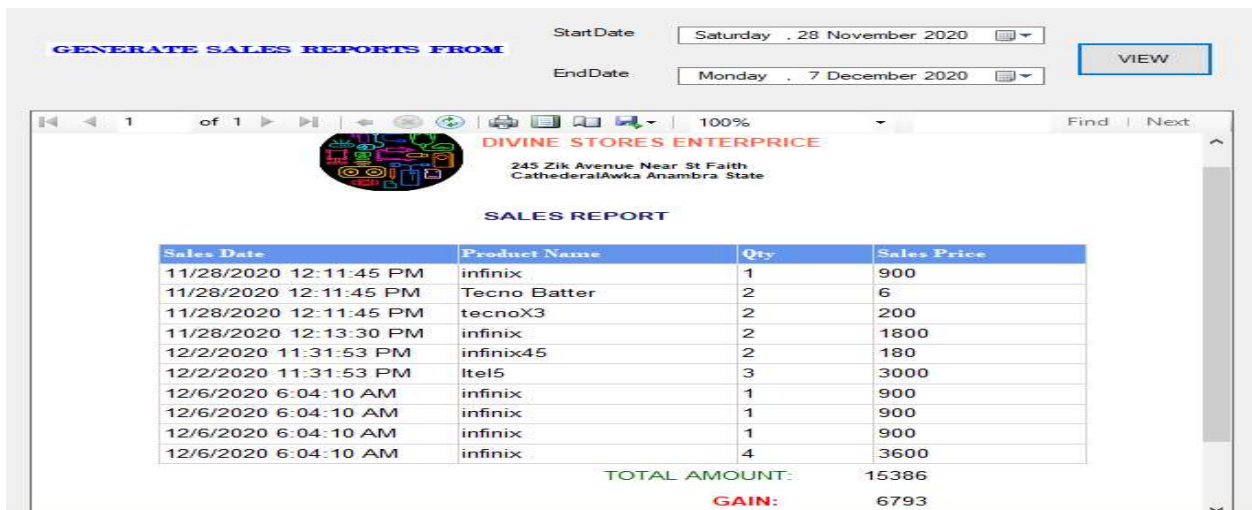 GENERATE SALES REPORTS FROM
StartDate
Saturday , 28 November 2020
EndDate
Monday , 7 December 2020
VIEW
1 of 1
100%
Find | Next
DIVINE STORES ENTERPRICE
245 Zik Avenue Near St Faith
CathederalAwka Anambra State
SALES REPORT
Sales Date Product Name Qty Sales Price
11/28/2020 12:11:45 PM infinix 1 900
11/28/2020 12:11:45 PM Tecno Batter 2 6
11/28/2020 12:11:45 PM tecnoX3 2 200
11/28/2020 12:13:30 PM infinix 2 1800
12/2/2020 11:31:53 PM infinix45 2 180
12/2/2020 11:31:53 PM Itel5 3 3000
12/6/2020 6:04:10 AM infinix 1 900
12/6/2020 6:04:10 AM infinix 1 900
12/6/2020 6:04:10 AM infinix 1 900
12/6/2020 6:04:10 AM infinix 4 3600
TOTAL AMOUNT: 15386
GAIN: 6793